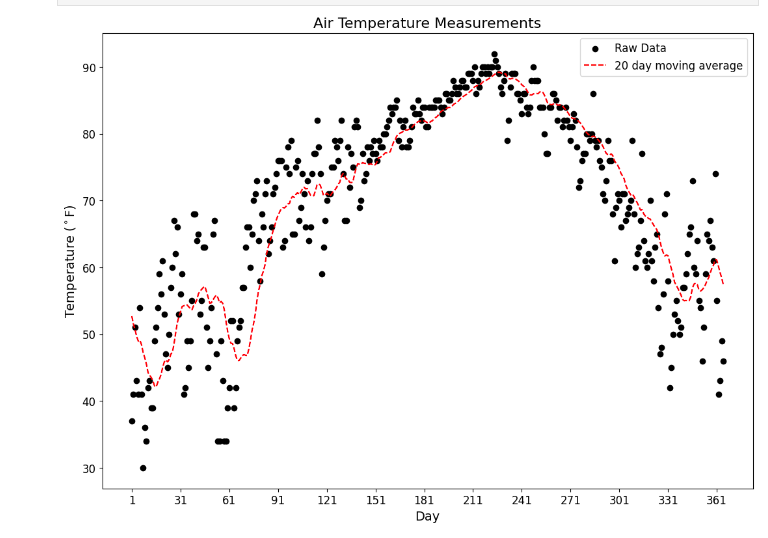 Air Temperature Measurements
Raw Data
20 day moving average
90
80
70
60
50
40
30
Temperature (°F)
1 31 61 91 121 151 181 211 241 271 301 331 361
Day